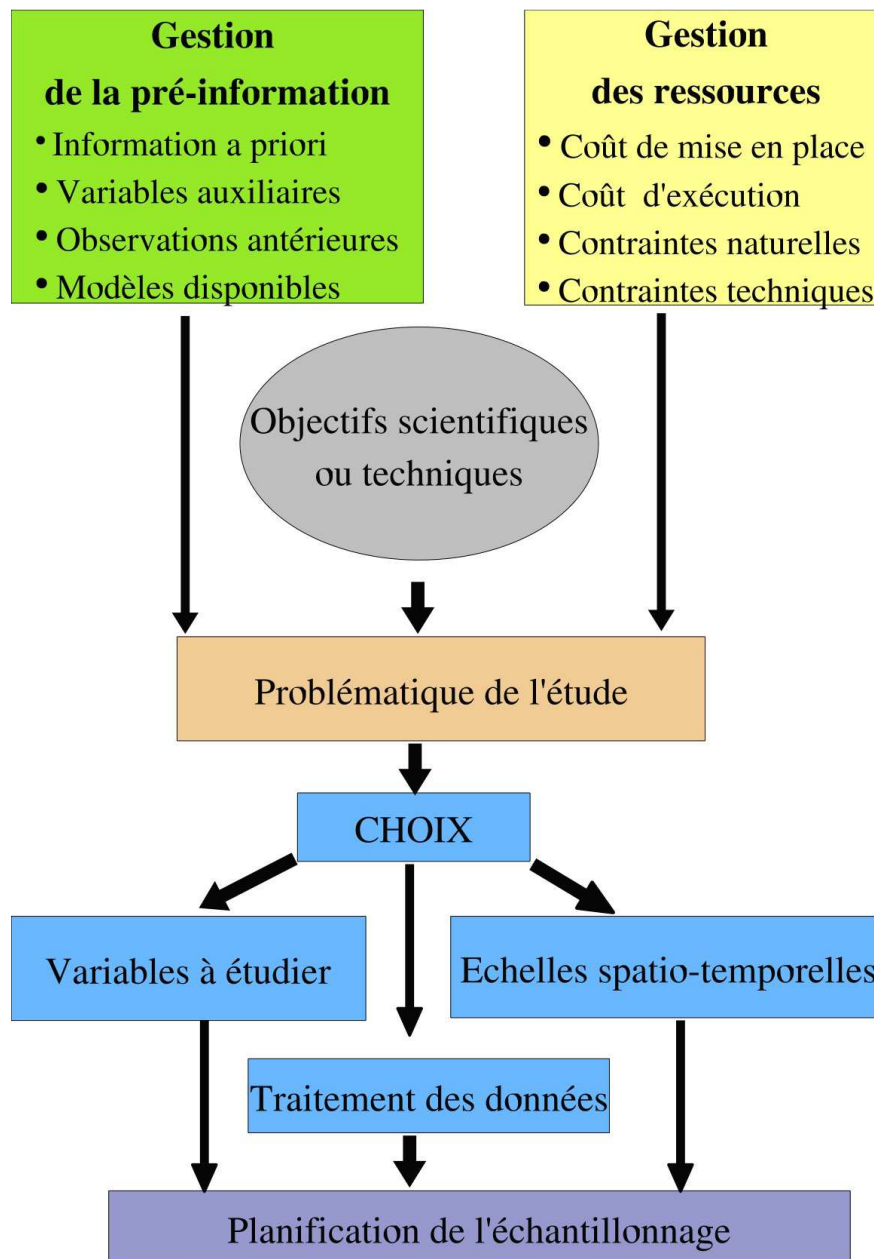 Gestion
de la pré-information
• Information a priori
• Variables auxiliaires
• Observations antérieures
• Modèles disponibles
Gestion
des ressources
• Coût de mise en place
• Coût d'exécution
• Contraintes naturelles
• Contraintes techniques
Objectifs scientifiques
ou techniques
Problématique de l'étude
CHOIX
Variables à étudier
Echelles spatio-temporelles
Traitement des données
Planification de l'échantillonnage